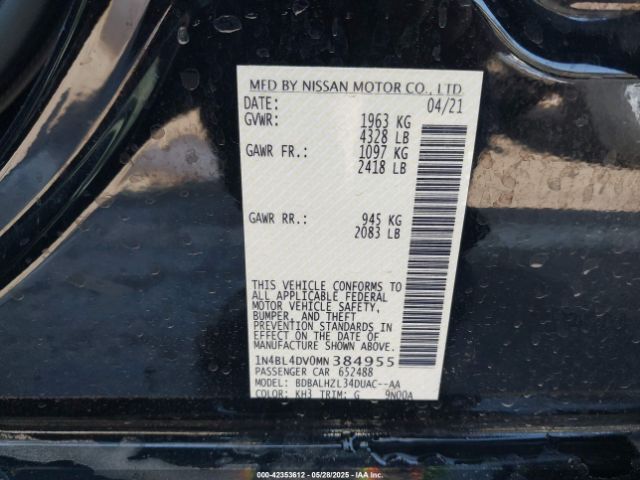 MFD BY NISSAN MOTOR CO., LTD
DATE: 04/21
GVWR: 1963 KG
4328 LB
GAWR FR.: 1097 KG
2418 LB
GAWR RR.: 945 KG
2083 LB
THIS VEHICLE CONFORMS TO
ALL APPLICABLE FEDERAL
MOTOR VEHICLE SAFETY,
BUMPER, AND THEFT
PREVENTION STANDARDS
IN EFFECT ON THE DATE OF
MANUFACTURE SHOWN ABOVE.
1N4BL4DV0MN384955
PASSENGER CAR 652488
MODEL: BDBALHZL34DUAC--AA
COLOR: KH3 TRIM: G 9N00A
000-42353612 - 05/28/2025 - IAAI.COM